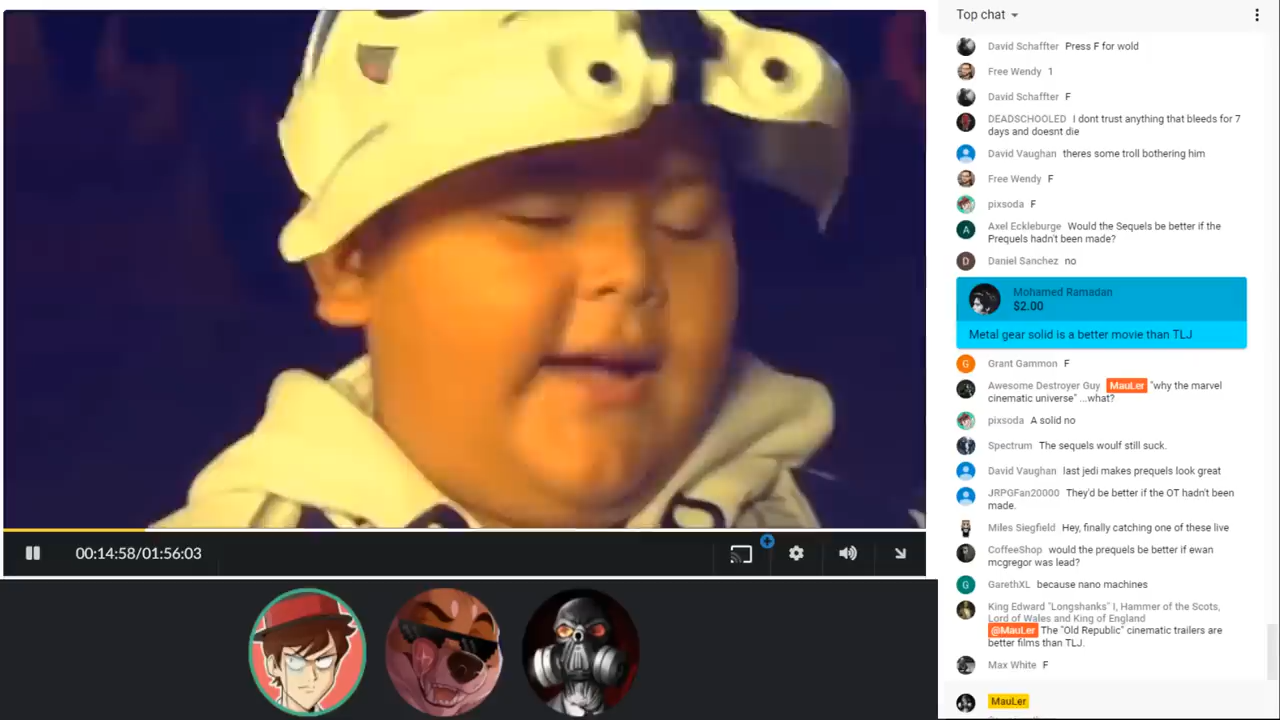 Top chat
David Schaffter Press F for wold
Free Wendy 1
David Schaffter F
DEADSCHOOLED I dont trust anything that bleeds for 7
days and doesnt die
David Vaughan theres some troll bothering him
Free Wendy F
pixsoda F
Axel Eckleburge Would the Sequels be better if the
Prequels hadn't been made?
Daniel Sanchez no
Mohamed Ramadan
$2.00
Metal gear solid is a better movie than TLJ
Grant Gammon F
Awesome Destroyer Guy MauLer "why the marvel
cinematic universe" ...what?
pixsoda A solid no
Spectrum The sequels woulf still suck.
David Vaughan last jedi makes prequels look great
JRPGFan20000 They'd be better if the OT hadn't been
made.
Miles Siegfield Hey, finally catching one of these live
CoffeeShop would the prequels be better if ewan
mcgregor was lead?
GarethXL because nano machines
King Edward "Longshanks" I, Hammer of the Scots,
Lord of Wales and King of England
@MauLer The "Old Republic" cinematic trailers are
better films than TLJ.
Max White F
MauLer
00:14:58/01:56:03